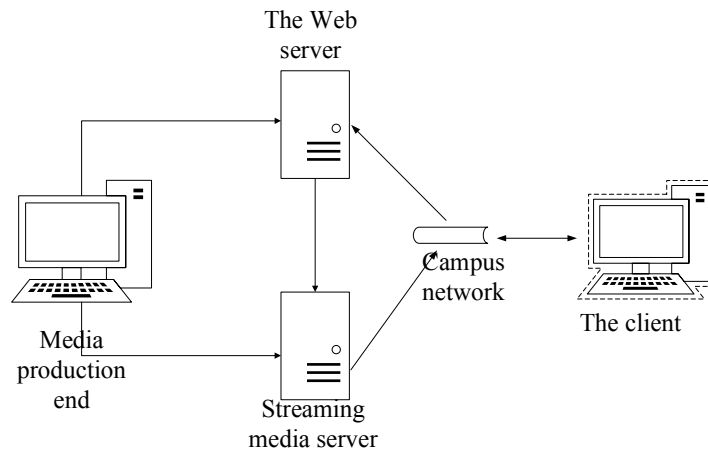 The Web
server
Campus
network
The client
Media
production
end
Streaming
media server